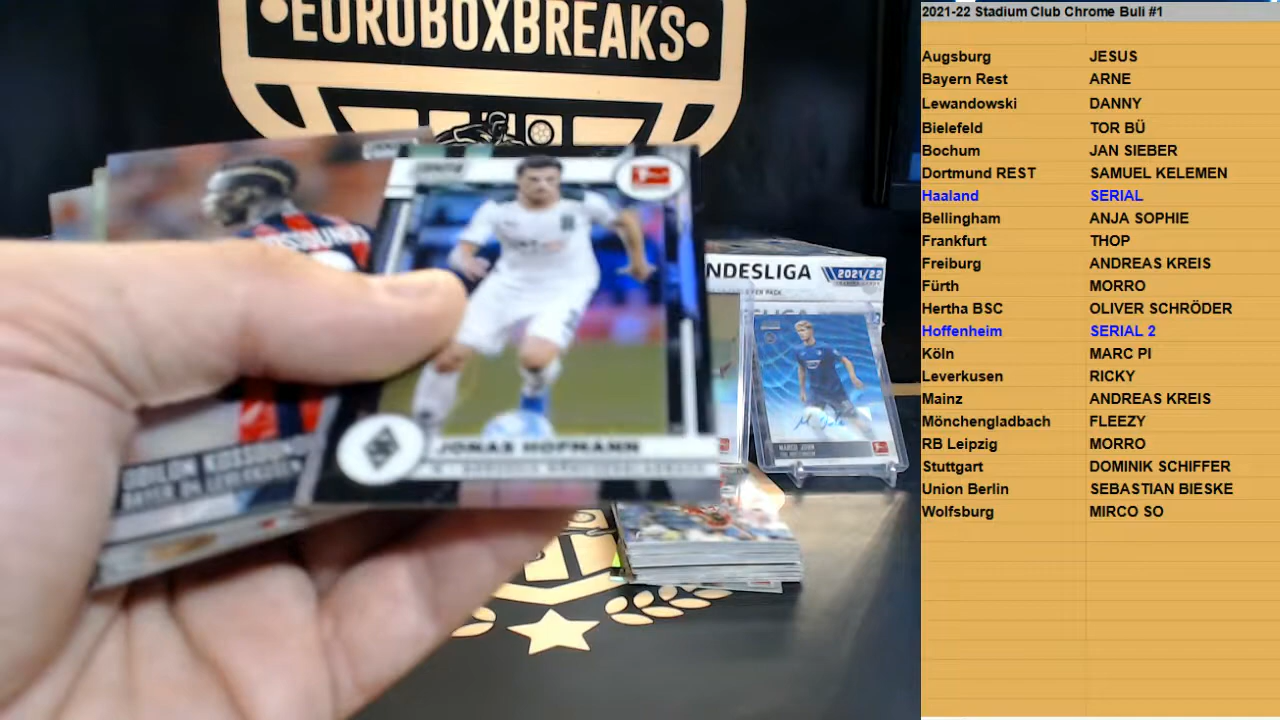 EUROBOXBREAKS
JONAS HOFMANN
ODILON KOSSOUNOU
BAYER 04 LEVERKUSEN
NDESLIGA
2021/22
MARCO JOHN
2021-22 Stadium Club Chrome Buli #1
Augsburg JESUS
Bayern Rest ARNE
Lewandowski DANNY
Bielefeld TOR BÜ
Bochum JAN SIEBER
Dortmund REST SAMUEL KELEMEN
Haaland SERIAL
Bellingham ANJA SOPHIE
Frankfurt THOP
Freiburg ANDREAS KREIS
Fürth MORRO
Hertha BSC OLIVER SCHRÖDER
Hoffenheim SERIAL 2
Köln MARC PI
Leverkusen RICKY
Mainz ANDREAS KREIS
Mönchengladbach FLEEZY
RB Leipzig MORRO
Stuttgart DOMINIK SCHIFFER
Union Berlin SEBASTIAN BIESKE
Wolfsburg MIRCO SO